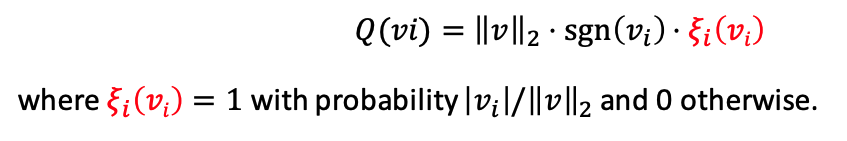 Q(vi) = ‖v‖₂ · sgn(vᵢ) · ξᵢ(vᵢ)
where ξᵢ(vᵢ) = 1 with probability |vᵢ|/‖v‖₂ and 0 otherwise.